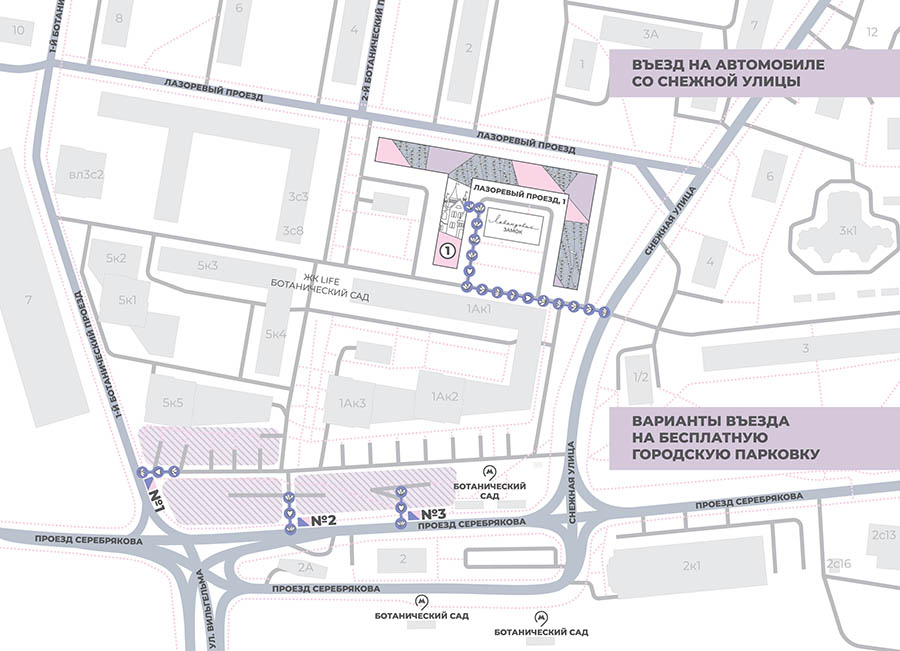 10
1-Й БОТАНИЧЕСКИЙ П
8
6
4
2-Й БОТАНИЧЕСКИЙ П
2
1
3А
7
12
ВЪЕЗД НА АВТОМОБИЛЕ
СО СНЕЖНОЙ УЛИЦЫ
ЛАЗОРЕВЫЙ ПРОЕЗД
ЛАЗОРЕВЫЙ ПРОЕЗД
вл3с2
3с3
3с8
ЛАЗОРЕВЫЙ ПРОЕЗД, 1
Лавандовый
ЗАМОК
1
СНЕЖНАЯ УЛИЦА
6
4
3к1
5к2
5к3
5к1
ЖК LIFE
БОТАНИЧЕСКИЙ САД
1Ак1
5к4
7
1-Й БОТАНИЧЕСКИЙ ПРОЕЗД
3
1/2
5к5
1Ак3
1Ак2
ВАРИАНТЫ ВЪЕЗДА
НА БЕСПЛАТНУЮ
ГОРОДСКУЮ ПАРКОВКУ
СНЕЖНАЯ УЛИЦА
БОТАНИЧЕСКИЙ
САД
№1
№2
№3
ПРОЕЗД СЕРЕБРЯКОВА
ПРОЕЗД СЕРЕБРЯКОВА
ПРОЕЗД СЕРЕБРЯКОВА
2с13
2с16
2к1
2А
2
УЛ. ВИЛЬГЕЛЬМА
ПРОЕЗД СЕРЕБРЯКОВА
БОТАНИЧЕСКИЙ САД
БОТАНИЧЕСКИЙ САД